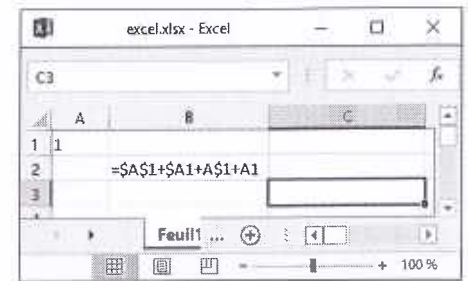 excel.xlsx - Excel
C3 fx
A B C
1 1
2 =$A$1+$A1+A$1+A1
3
Feuil1 ...
100 %